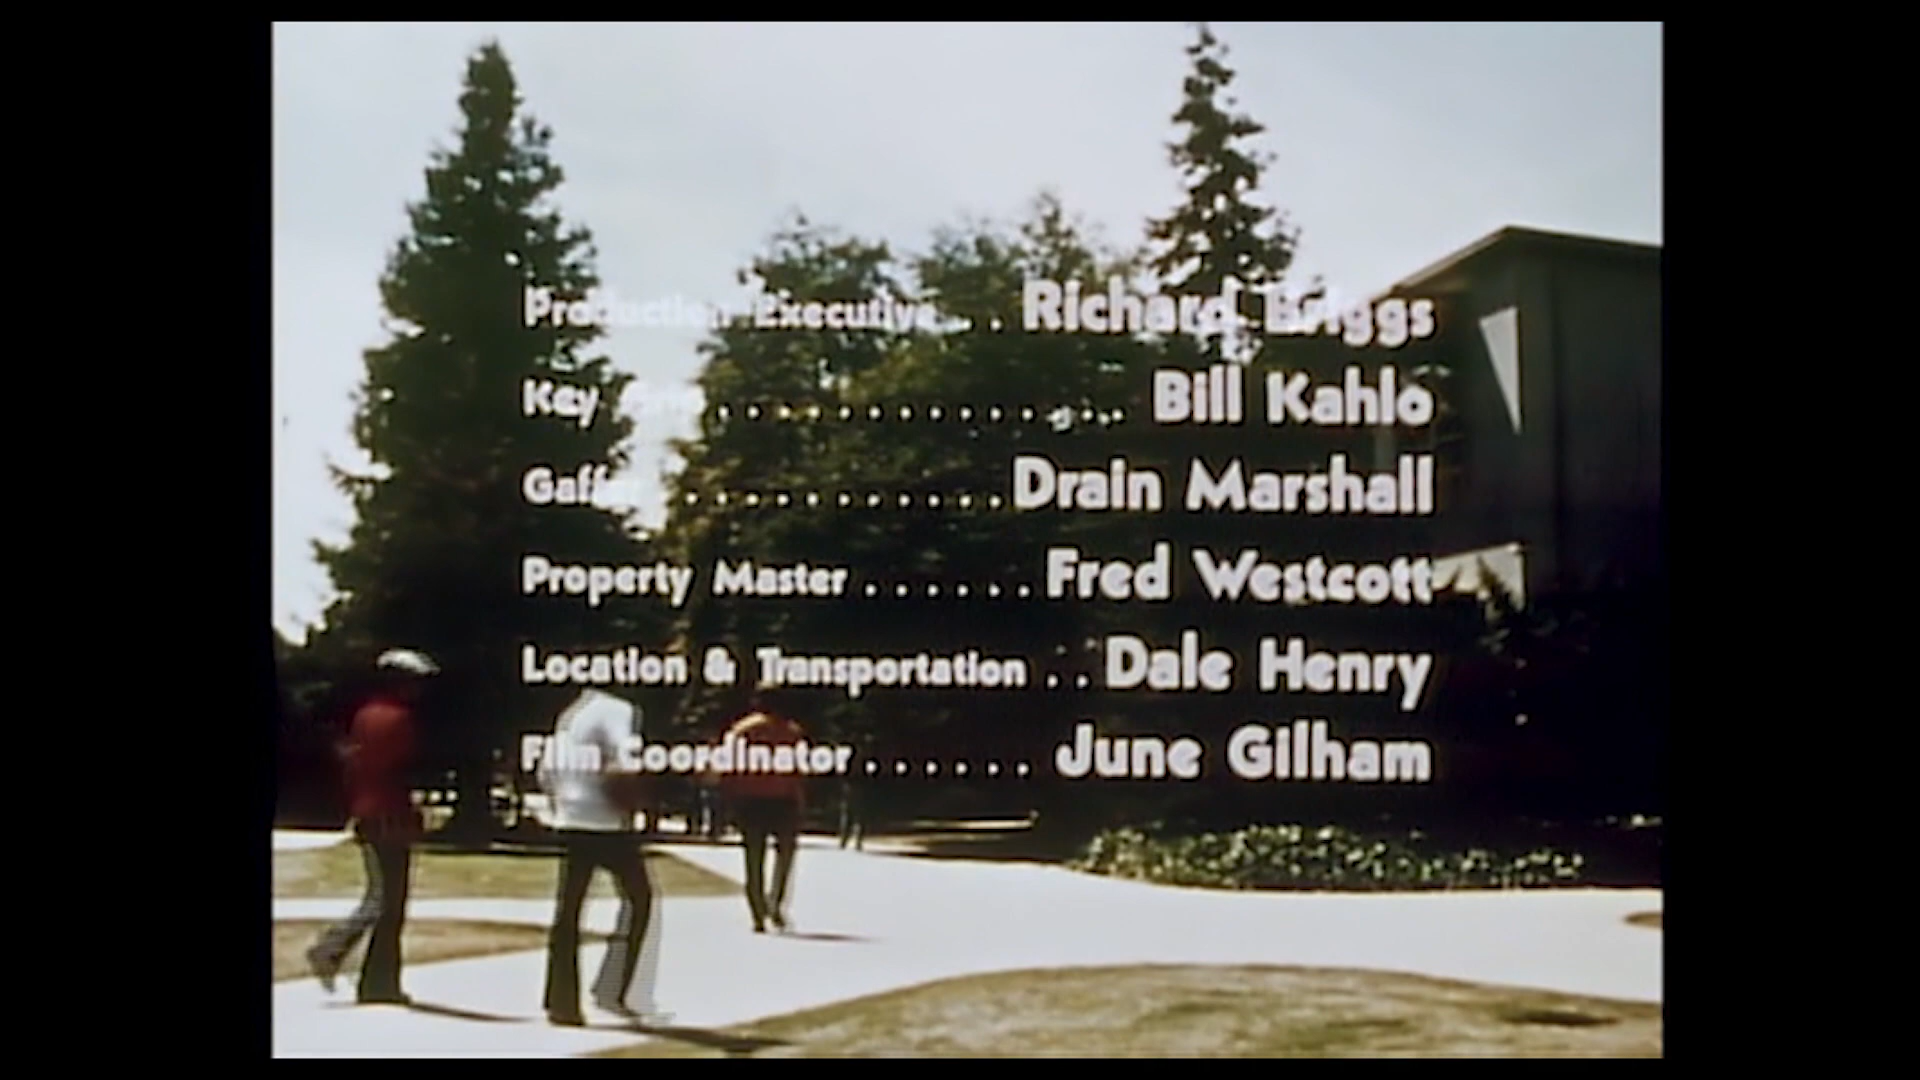 Production Executive . . Richard Briggs
Key Grip . . . . . . . . . . . . . . Bill Kahlo
Gaffer . . . . . . . . . . . Drain Marshall
Property Master . . . . . . Fred Westcott
Location & Transportation . . Dale Henry
Film Coordinator . . . . . . June Gilham